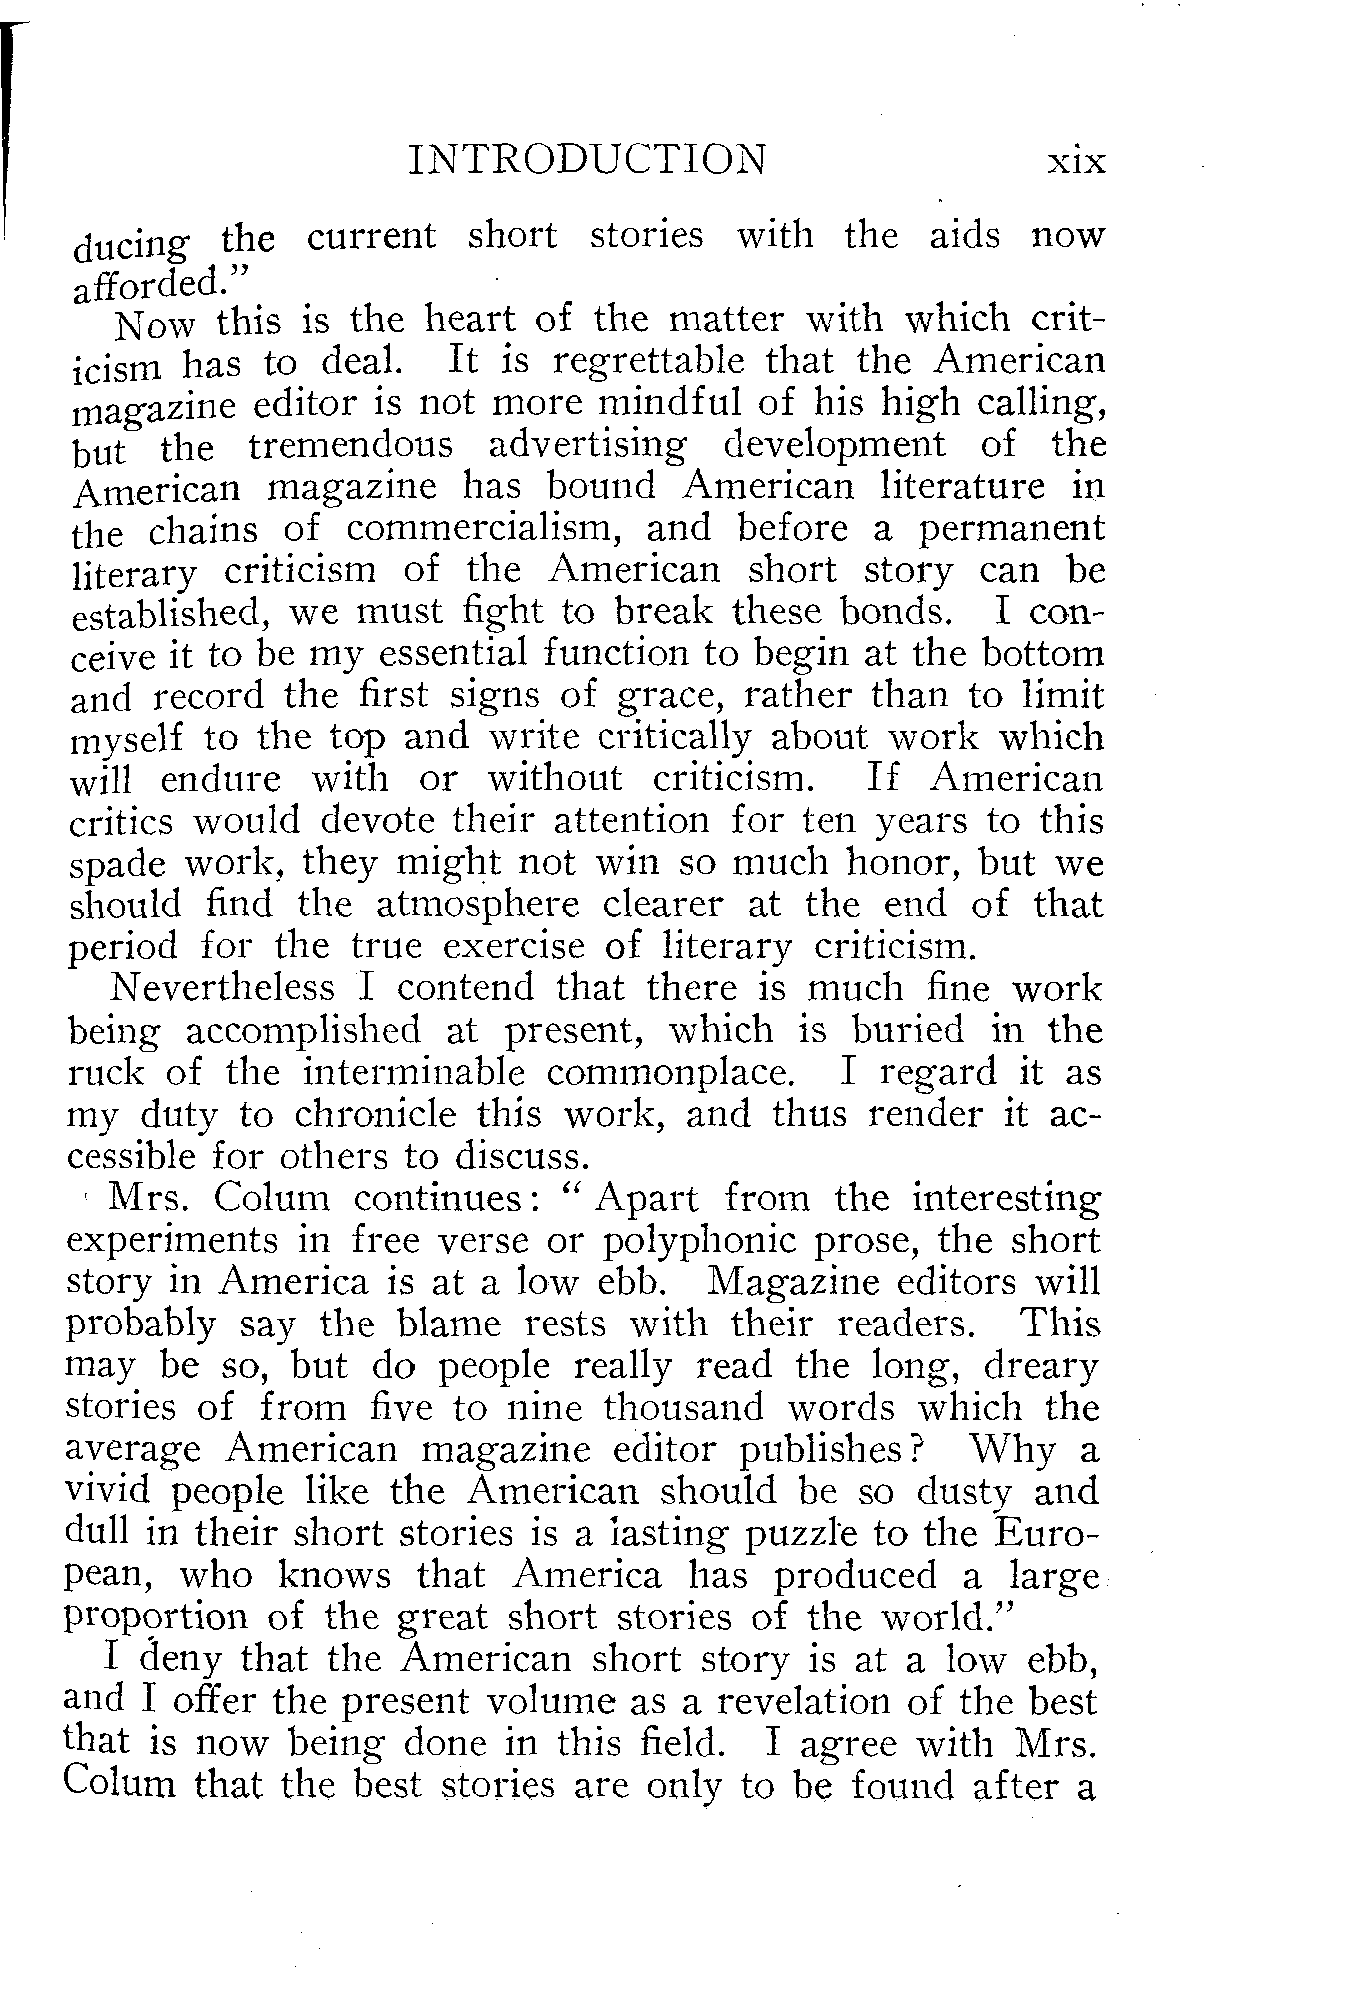 INTRODUCTION xix
ducing the current short stories with the aids now
afforded.”
Now this is the heart of the matter with which crit-
icism has to deal. It is regrettable that the American
magazine editor is not more mindful of his high calling,
but the tremendous advertising development of the
American magazine has bound American literature in
the chains of commercialism, and before a permanent
literary criticism of the American short story can be
established, we must fight to break these bonds. I con-
ceive it to be my essential function to begin at the bottom
and record the first signs of grace, rather than to limit
myself to the top and write critically about work which
will endure with or without criticism. If American
critics would devote their attention for ten years to this
spade work, they might not win so much honor, but we
should find the atmosphere clearer at the end of that
period for the true exercise of literary criticism.
Nevertheless I contend that there is much fine work
being accomplished at present, which is buried in the
ruck of the interminable commonplace. I regard it as
my duty to chronicle this work, and thus render it ac-
cessible for others to discuss.
Mrs. Colum continues: “ Apart from the interesting
experiments in free verse or polyphonic prose, the short
story in America is at a low ebb. Magazine editors will
probably say the blame rests with their readers. This
may be so, but do people really read the long, dreary
stories of from five to nine thousand words which the
average American magazine editor publishes? Why a
vivid people like the American should be so dusty and
dull in their short stories is a lasting puzzle to the Euro-
pean, who knows that America has produced a large
proportion of the great short stories of the world.”
I deny that the American short story is at a low ebb,
and I offer the present volume as a revelation of the best
that is now being done in this field. I agree with Mrs.
Colum that the best stories are only to be found after a